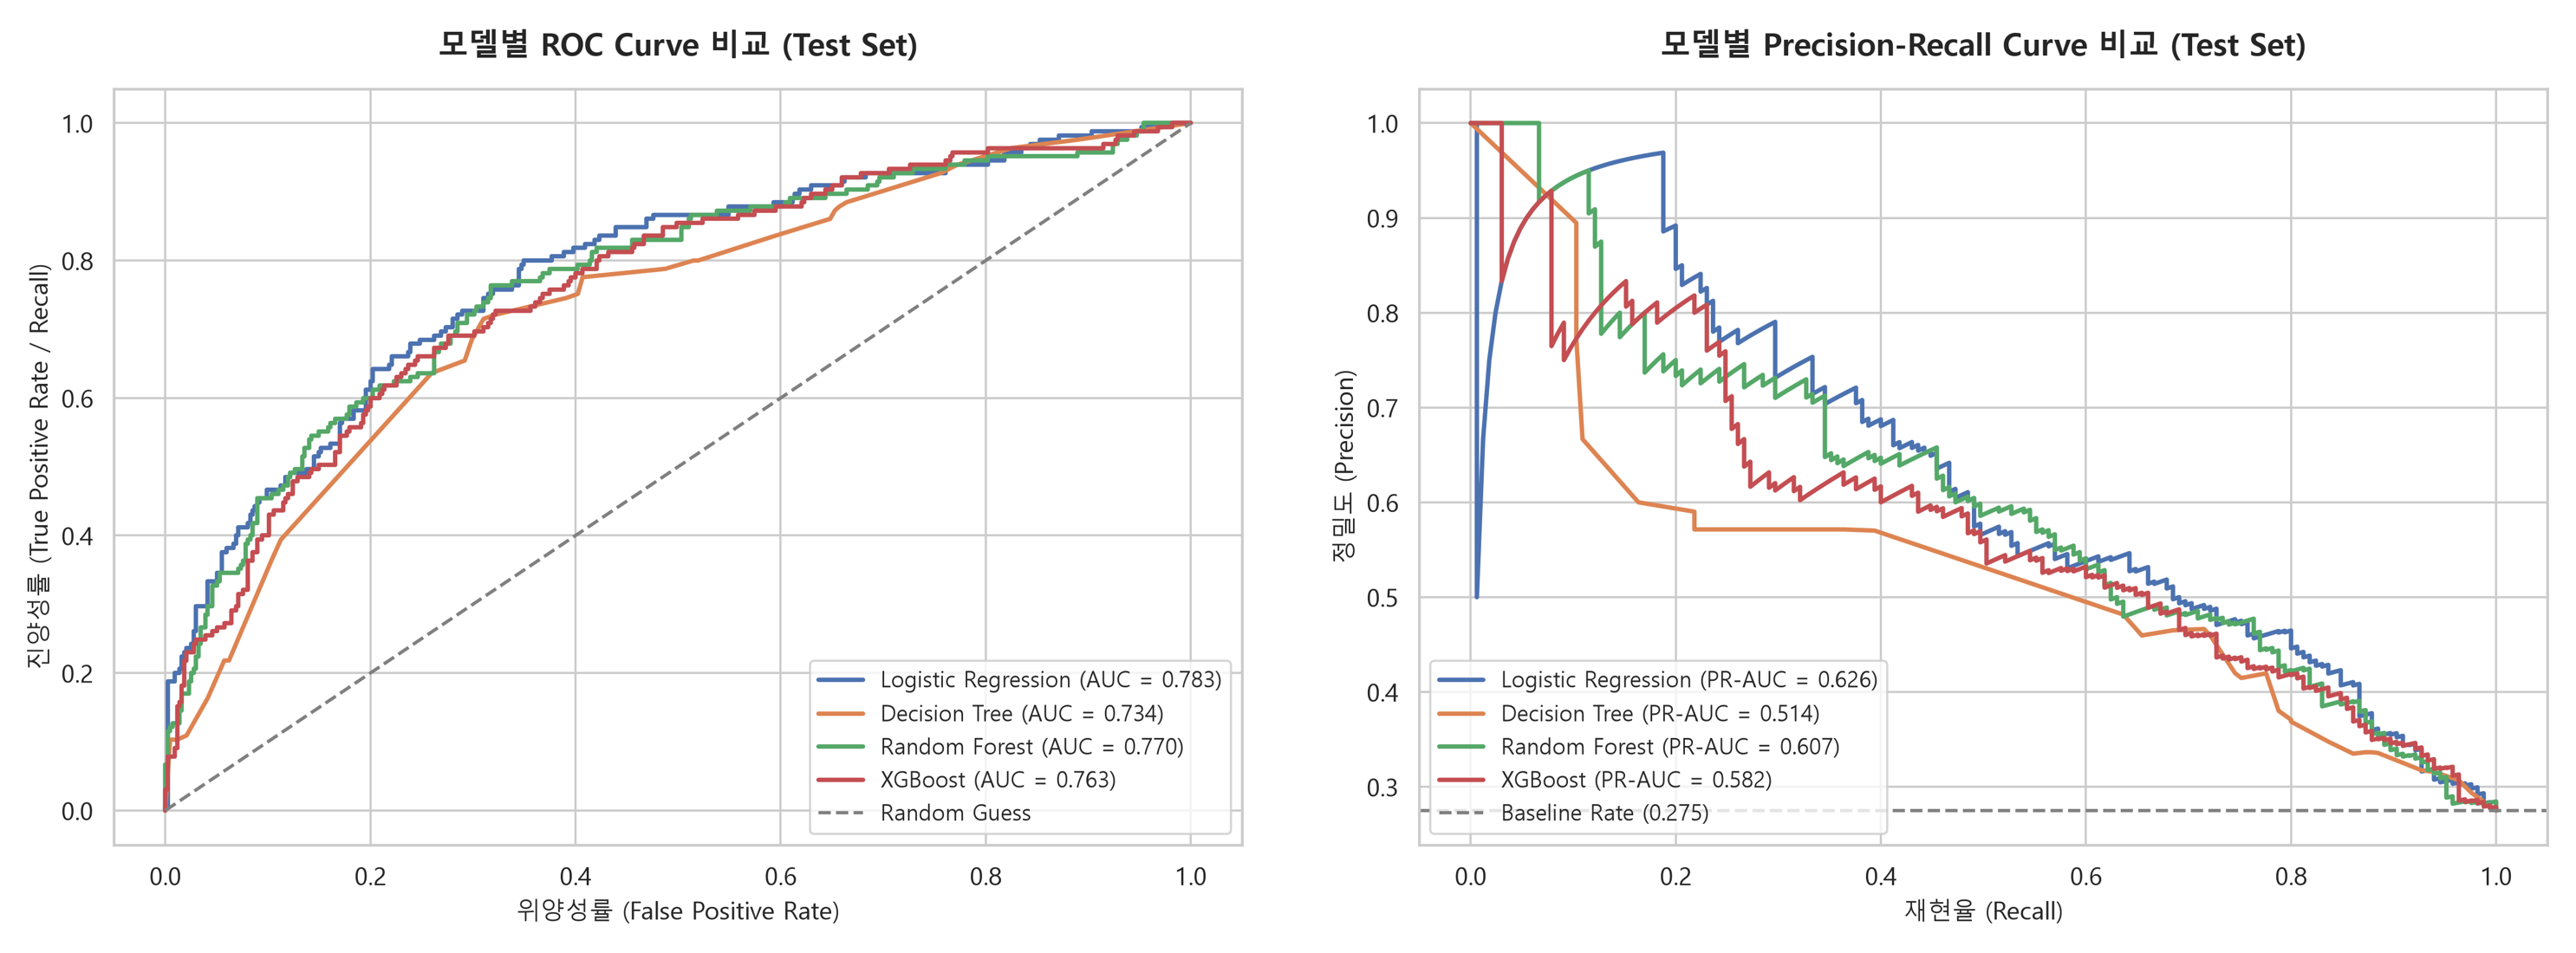 모델별 ROC Curve 비교 (Test Set)
진양성률 (True Positive Rate / Recall)
1.0
0.8
0.6
0.4
0.2
0.0
Logistic Regression (AUC = 0.783)
Decision Tree (AUC = 0.734)
Random Forest (AUC = 0.770)
XGBoost (AUC = 0.763)
Random Guess
0.0 0.2 0.4 0.6 0.8 1.0
위양성률 (False Positive Rate)
모델별 Precision-Recall Curve 비교 (Test Set)
정밀도 (Precision)
1.0
0.9
0.8
0.7
0.6
0.5
0.4
0.3
Logistic Regression (PR-AUC = 0.626)
Decision Tree (PR-AUC = 0.514)
Random Forest (PR-AUC = 0.607)
XGBoost (PR-AUC = 0.582)
Baseline Rate (0.275)
0.0 0.2 0.4 0.6 0.8 1.0
재현율 (Recall)